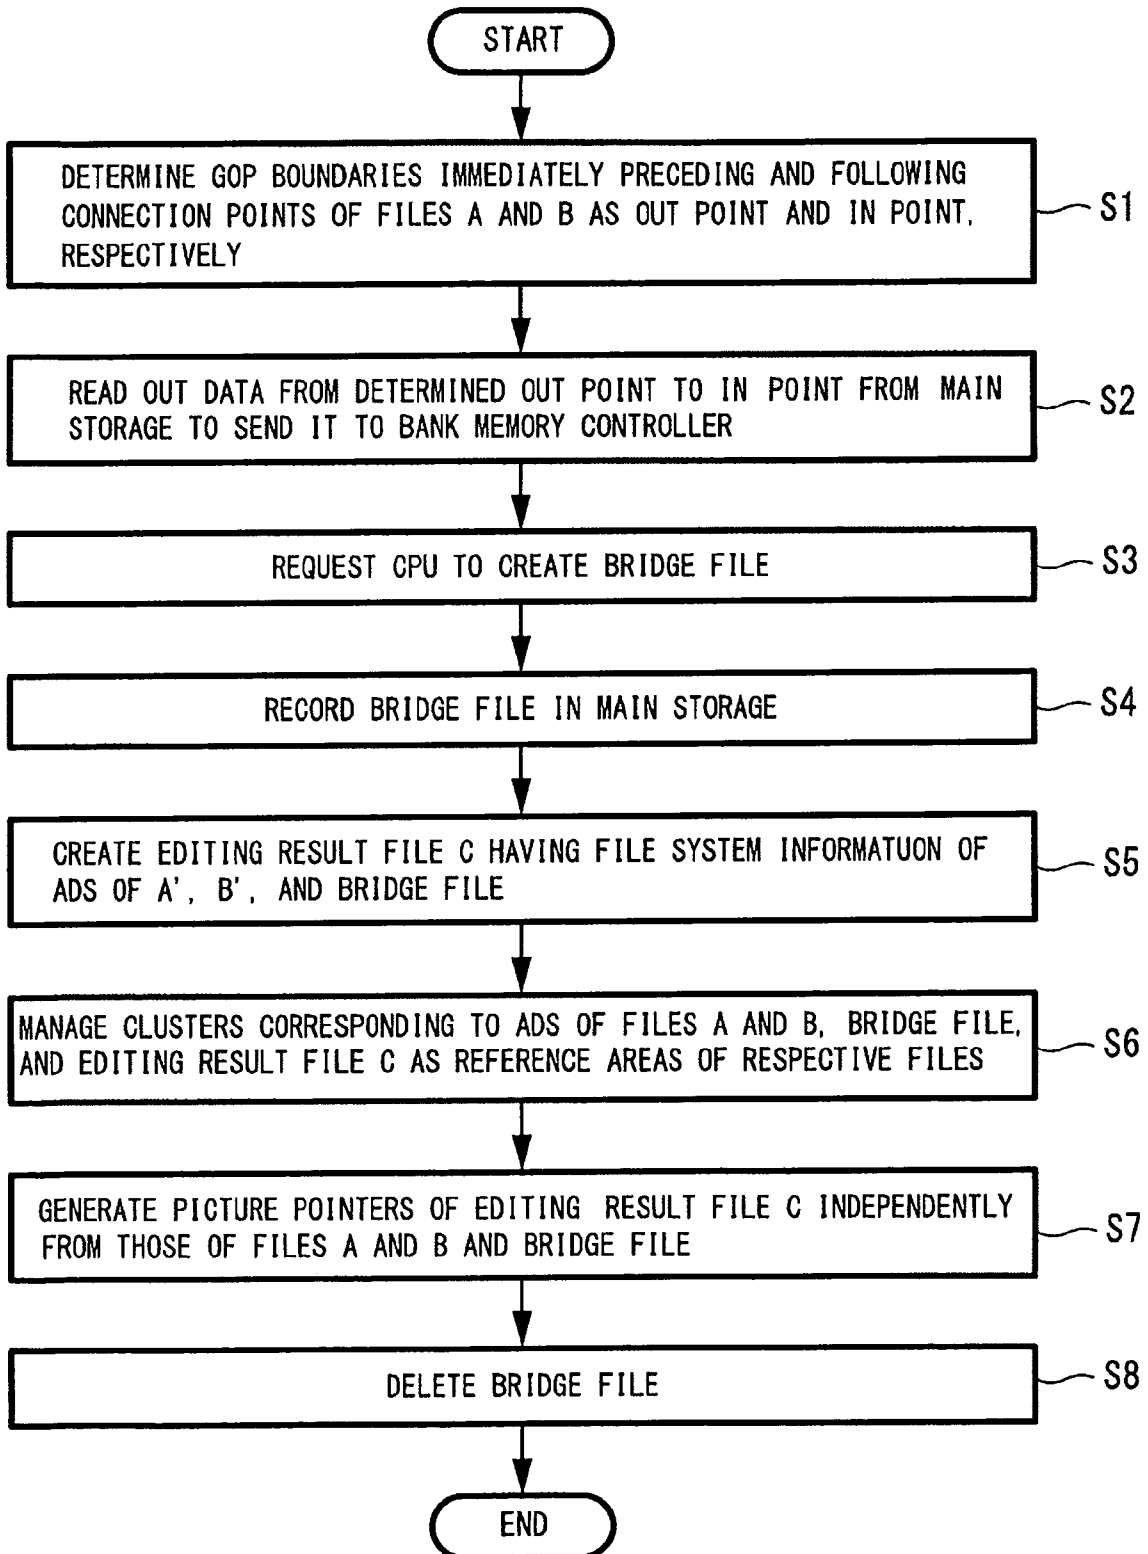 START
DETERMINE GOP BOUNDARIES IMMEDIATELY PRECEDING AND FOLLOWING
CONNECTION POINTS OF FILES A AND B AS OUT POINT AND IN POINT,
RESPECTIVELY
S1
READ OUT DATA FROM DETERMINED OUT POINT TO IN POINT FROM MAIN
STORAGE TO SEND IT TO BANK MEMORY CONTROLLER
S2
REQUEST CPU TO CREATE BRIDGE FILE
S3
RECORD BRIDGE FILE IN MAIN STORAGE
S4
CREATE EDITING RESULT FILE C HAVING FILE SYSTEM INFORMATUON OF
ADS OF A', B', AND BRIDGE FILE
S5
MANAGE CLUSTERS CORRESPONDING TO ADS OF FILES A AND B, BRIDGE FILE,
AND EDITING RESULT FILE C AS REFERENCE AREAS OF RESPECTIVE FILES
S6
GENERATE PICTURE POINTERS OF EDITING RESULT FILE C INDEPENDENTLY
FROM THOSE OF FILES A AND B AND BRIDGE FILE
S7
DELETE BRIDGE FILE
S8
END